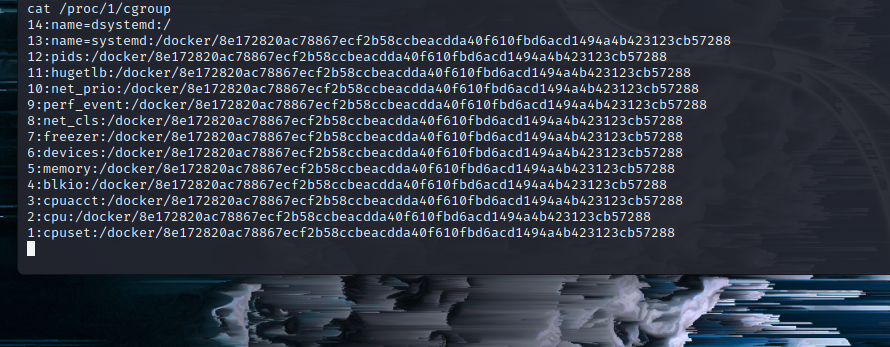 cat /proc/1/cgroup
14:name=dsystemd:/
13:name=systemd:/docker/8e172820ac78867ecf2b58ccbeacdda40f610fbd6acd1494a4b423123cb57288
12:pids:/docker/8e172820ac78867ecf2b58ccbeacdda40f610fbd6acd1494a4b423123cb57288
11:hugetlb:/docker/8e172820ac78867ecf2b58ccbeacdda40f610fbd6acd1494a4b423123cb57288
10:net_prio:/docker/8e172820ac78867ecf2b58ccbeacdda40f610fbd6acd1494a4b423123cb57288
9:perf_event:/docker/8e172820ac78867ecf2b58ccbeacdda40f610fbd6acd1494a4b423123cb57288
8:net_cls:/docker/8e172820ac78867ecf2b58ccbeacdda40f610fbd6acd1494a4b423123cb57288
7:freezer:/docker/8e172820ac78867ecf2b58ccbeacdda40f610fbd6acd1494a4b423123cb57288
6:devices:/docker/8e172820ac78867ecf2b58ccbeacdda40f610fbd6acd1494a4b423123cb57288
5:memory:/docker/8e172820ac78867ecf2b58ccbeacdda40f610fbd6acd1494a4b423123cb57288
4:blkio:/docker/8e172820ac78867ecf2b58ccbeacdda40f610fbd6acd1494a4b423123cb57288
3:cpuacct:/docker/8e172820ac78867ecf2b58ccbeacdda40f610fbd6acd1494a4b423123cb57288
2:cpu:/docker/8e172820ac78867ecf2b58ccbeacdda40f610fbd6acd1494a4b423123cb57288
1:cpuset:/docker/8e172820ac78867ecf2b58ccbeacdda40f610fbd6acd1494a4b423123cb57288